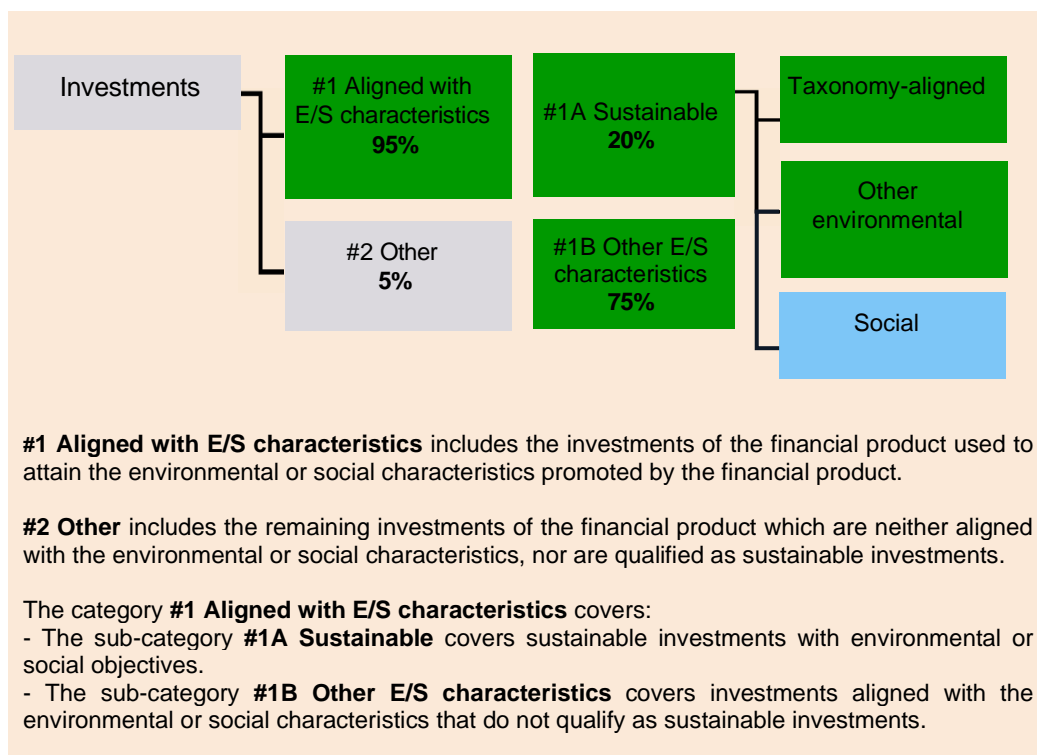 Investments
#1 Aligned with
E/S characteristics
95%
#2 Other
5%
#1A Sustainable
20%
#1B Other E/S
characteristics
75%
Taxonomy-aligned
Other
environmental
Social
#1 Aligned with E/S characteristics includes the investments of the financial product used to
attain the environmental or social characteristics promoted by the financial product.
#2 Other includes the remaining investments of the financial product which are neither aligned
with the environmental or social characteristics, nor are qualified as sustainable investments.
The category #1 Aligned with E/S characteristics covers:
- The sub-category #1A Sustainable covers sustainable investments with environmental or
social objectives.
- The sub-category #1B Other E/S characteristics covers investments aligned with the
environmental or social characteristics that do not qualify as sustainable investments.